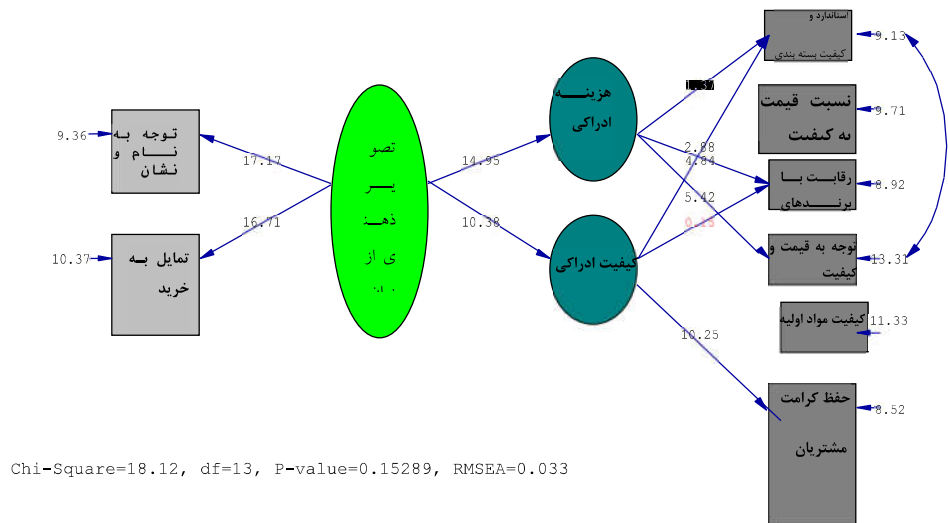 استاندارد و
کیفیت بسته بندی
9.13
نسبت قیمت
به کیفیت
9.71
رقابت با
برندهای
8.92
توجه به قیمت و
کیفیت
13.31
کیفیت مواد اولیه
11.33
حفظ کرامت
مشتریان
8.52
هزینه
ادراکی
کیفیت ادراکی
2.88
4.84
5.42
10.25
14.95
10.38
تصو
یر
ذهن
ی از
17.17
16.71
توجه به
نام و
نشان
9.36
تمایل به
خرید
10.37
Chi-Square=18.12, df=13, P-value=0.15289, RMSEA=0.033